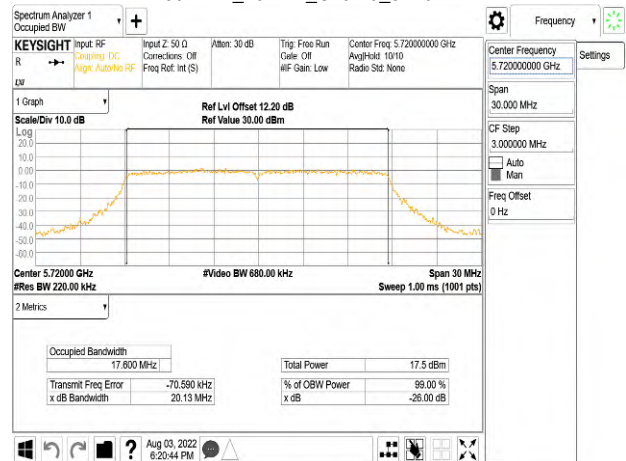 Spectrum Analyzer 1
Occupied BW
Frequency
KEYSIGHT
R
Input: RF
Coupling: DC
Align: Auto/No RF
Input Z: 50 Ω
Corrections: Off
Freq Ref: Int (S)
Atten: 30 dB
Trig: Free Run
Gate: Off
#IF Gain: Low
Center Freq: 5.720000000 GHz
Avg|Hold: 10/10
Radio Std: None
Center Frequency
5.720000000 GHz
Settings
Span
30.000 MHz
CF Step
3.000000 MHz
Auto
Man
Freq Offset
0 Hz
1 Graph
Scale/Div 10.0 dB
Ref Lvl Offset 12.20 dB
Ref Value 30.00 dBm
Log
20.0
10.0
0.00
-10.0
-20.0
-30.0
-40.0
-50.0
-60.0
Center 5.72000 GHz
#Res BW 220.00 kHz
#Video BW 680.00 kHz
Span 30 MHz
Sweep 1.00 ms (1001 pts)
2 Metrics
Occupied Bandwidth
17.600 MHz
Total Power 17.5 dBm
Transmit Freq Error -70.590 kHz
% of OBW Power 99.00 %
x dB Bandwidth 20.13 MHz
x dB -26.00 dB
Aug 03, 2022
6:20:44 PM